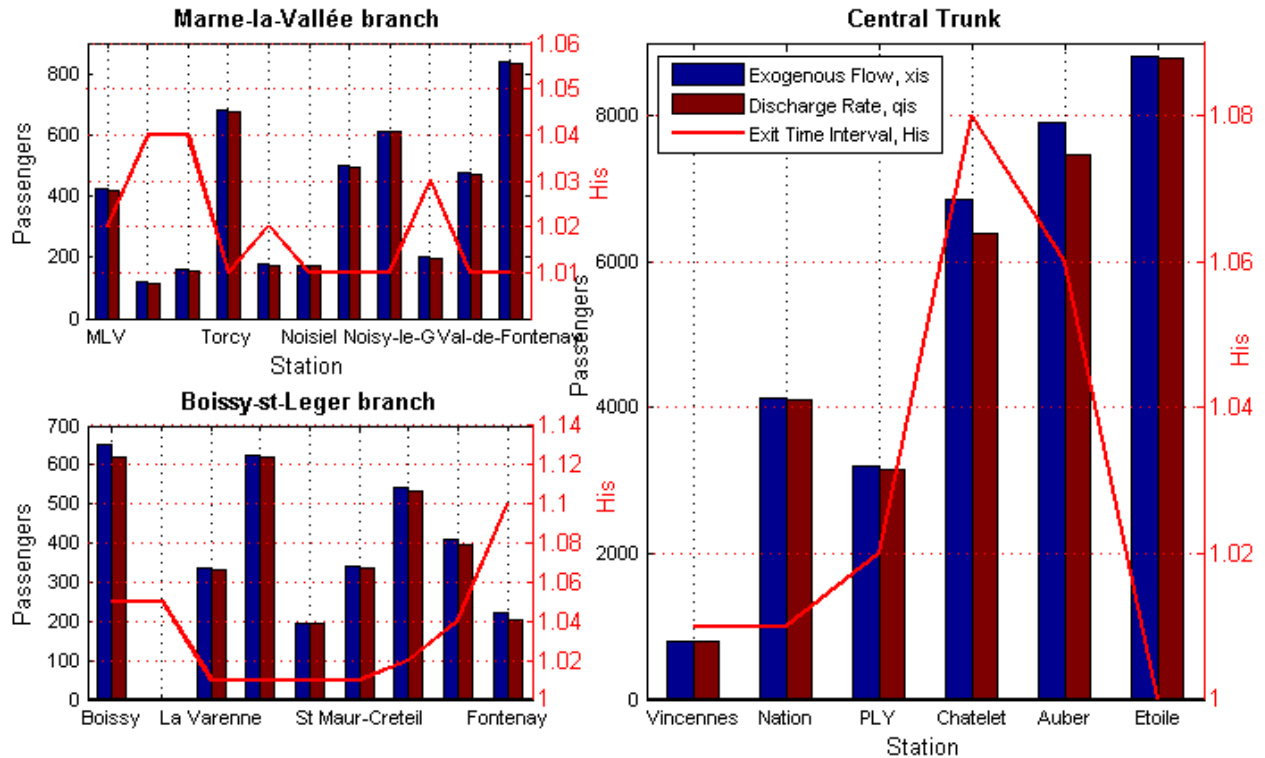 Marne-la-Vallée branch
Passengers
800
600
400
200
0
1.06
1.05
1.04
1.03
1.02
1.01
His
MLV Torcy Noisiel Noisy-le-G Val-de-Fontenay
Station
Boissy-st-Leger branch
Passengers
700
600
500
400
300
200
100
0
1.14
1.12
1.1
1.08
1.06
1.04
1.02
1
His
Boissy La Varenne St Maur-Creteil Fontenay
Central Trunk
Exogenous Flow, xis
Discharge Rate, qis
Exit Time Interval, His
Passengers
8000
6000
4000
2000
0
1.08
1.06
1.04
1.02
1
His
Vincennes Nation PLY Chatelet Auber Etoile
Station